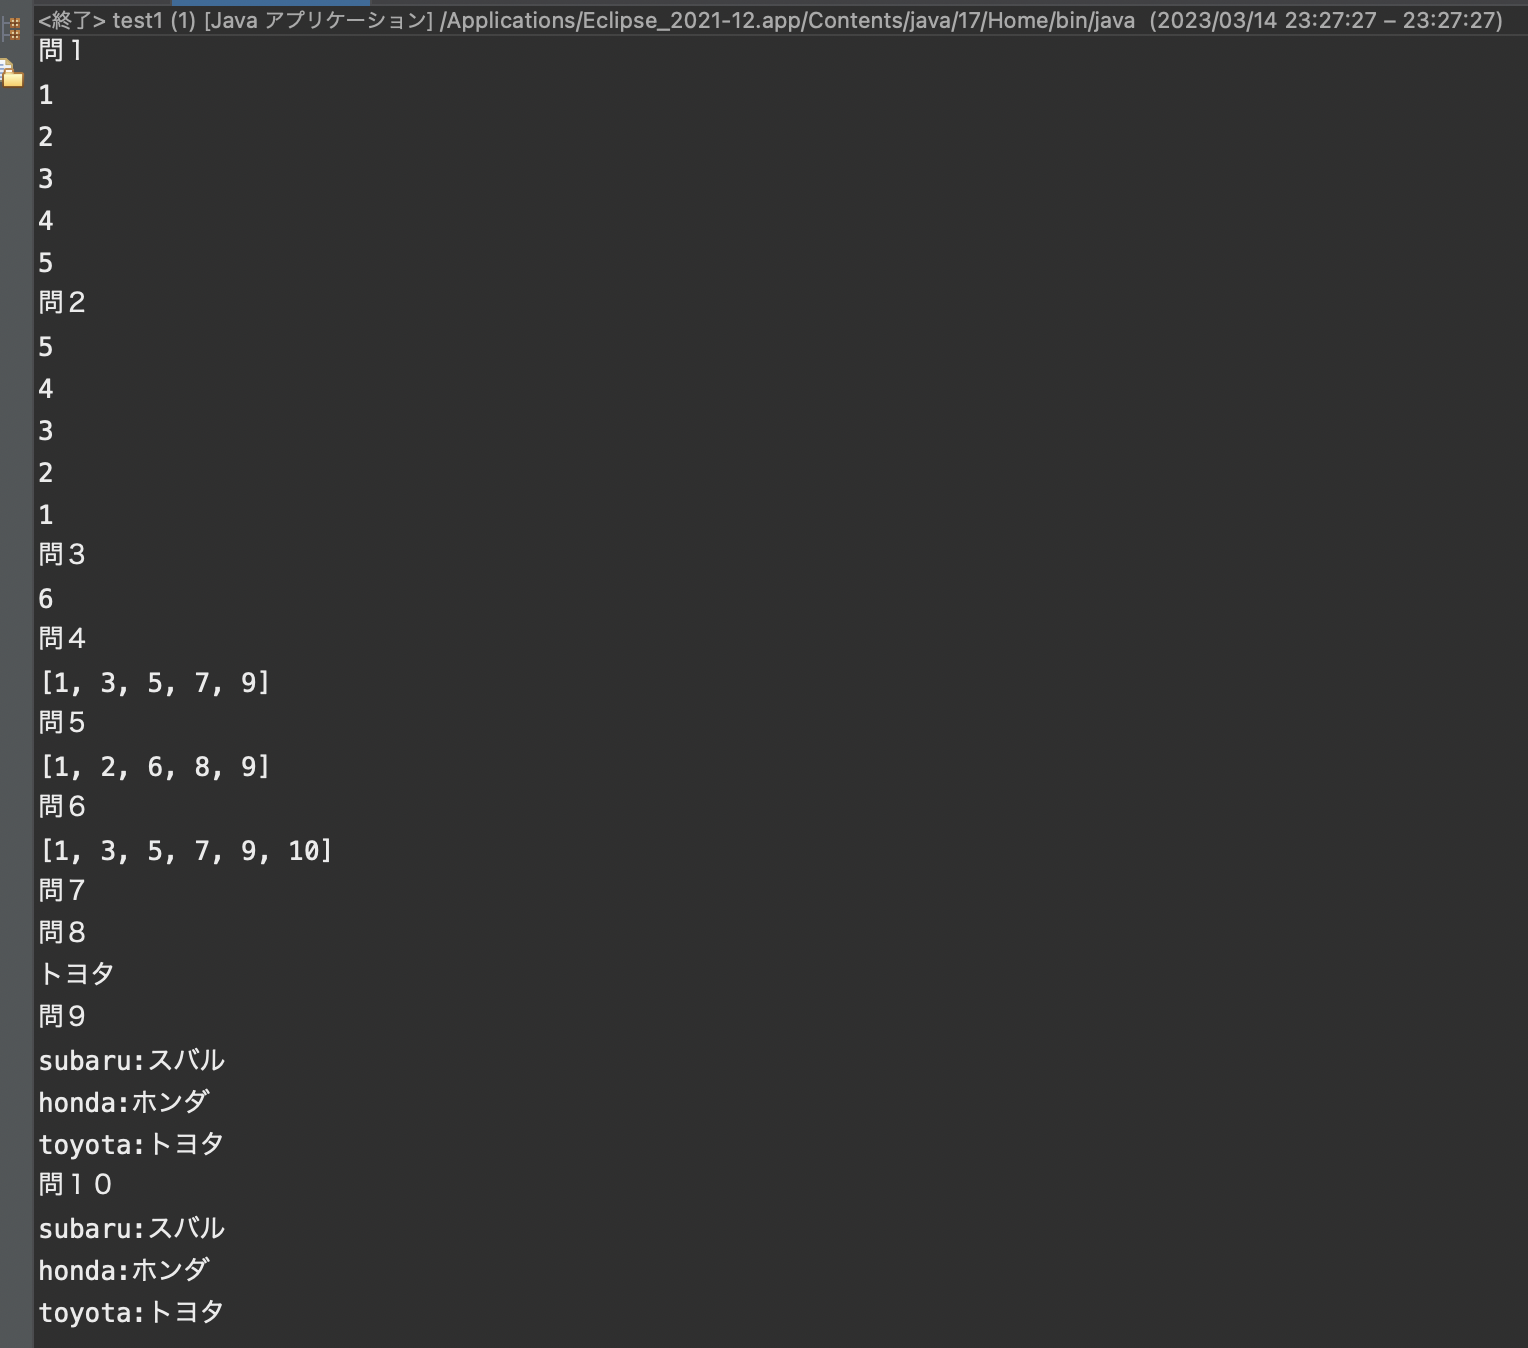 <終了> test1 (1) [Java アプリケーション] /Applications/Eclipse_2021-12.app/Contents/java/17/Home/bin/java (2023/03/14 23:27:27 – 23:27:27)
問１
1
2
3
4
5
問２
5
4
3
2
1
問３
6
問４
[1, 3, 5, 7, 9]
問５
[1, 2, 6, 8, 9]
問６
[1, 3, 5, 7, 9, 10]
問７
問８
トヨタ
問９
subaru:スバル
honda:ホンダ
toyota:トヨタ
問１０
subaru:スバル
honda:ホンダ
toyota:トヨタ